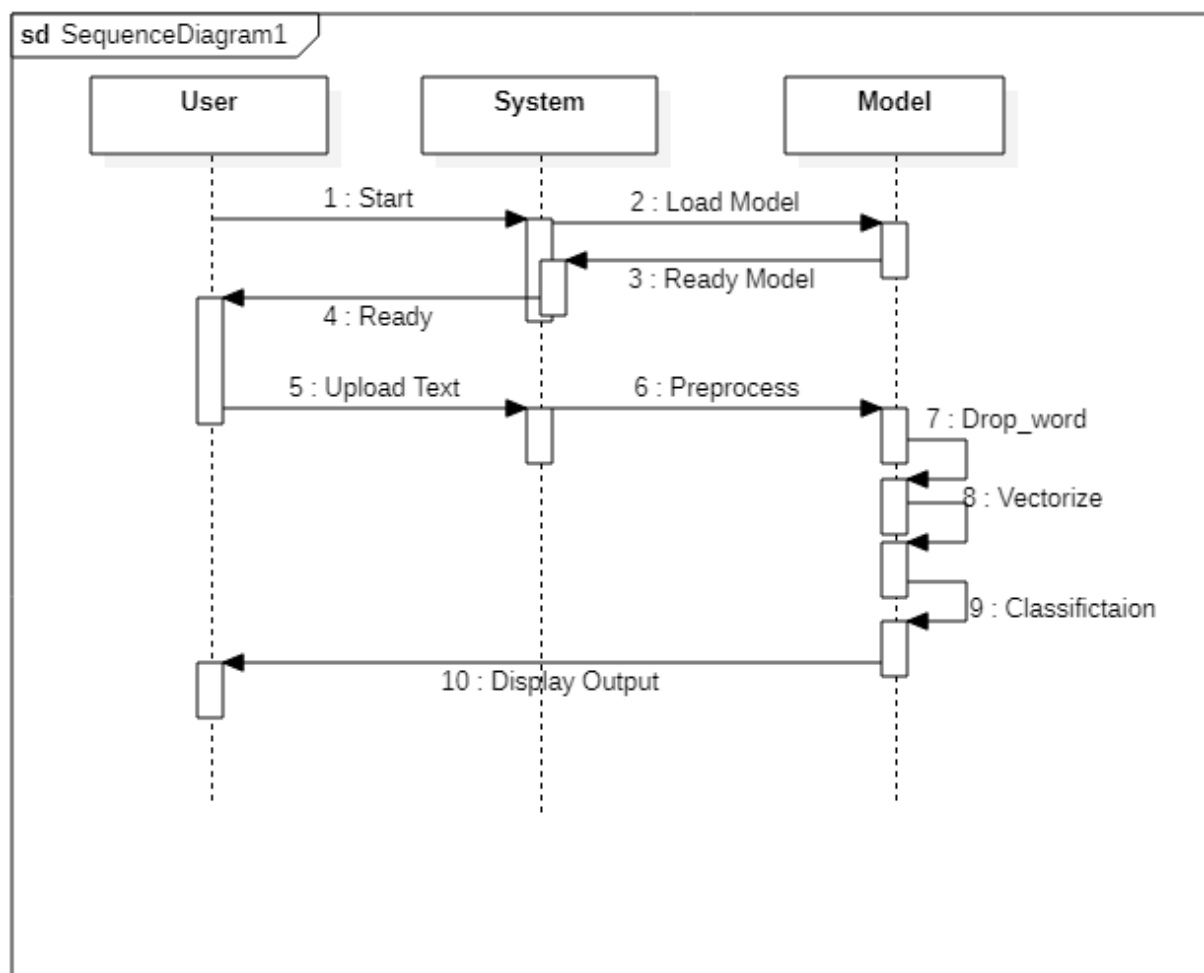 sd SequenceDiagram1
User
System
Model
1 : Start
2 : Load Model
3 : Ready Model
4 : Ready
5 : Upload Text
6 : Preprocess
7 : Drop_word
8 : Vectorize
9 : Classifictaion
10 : Display Output